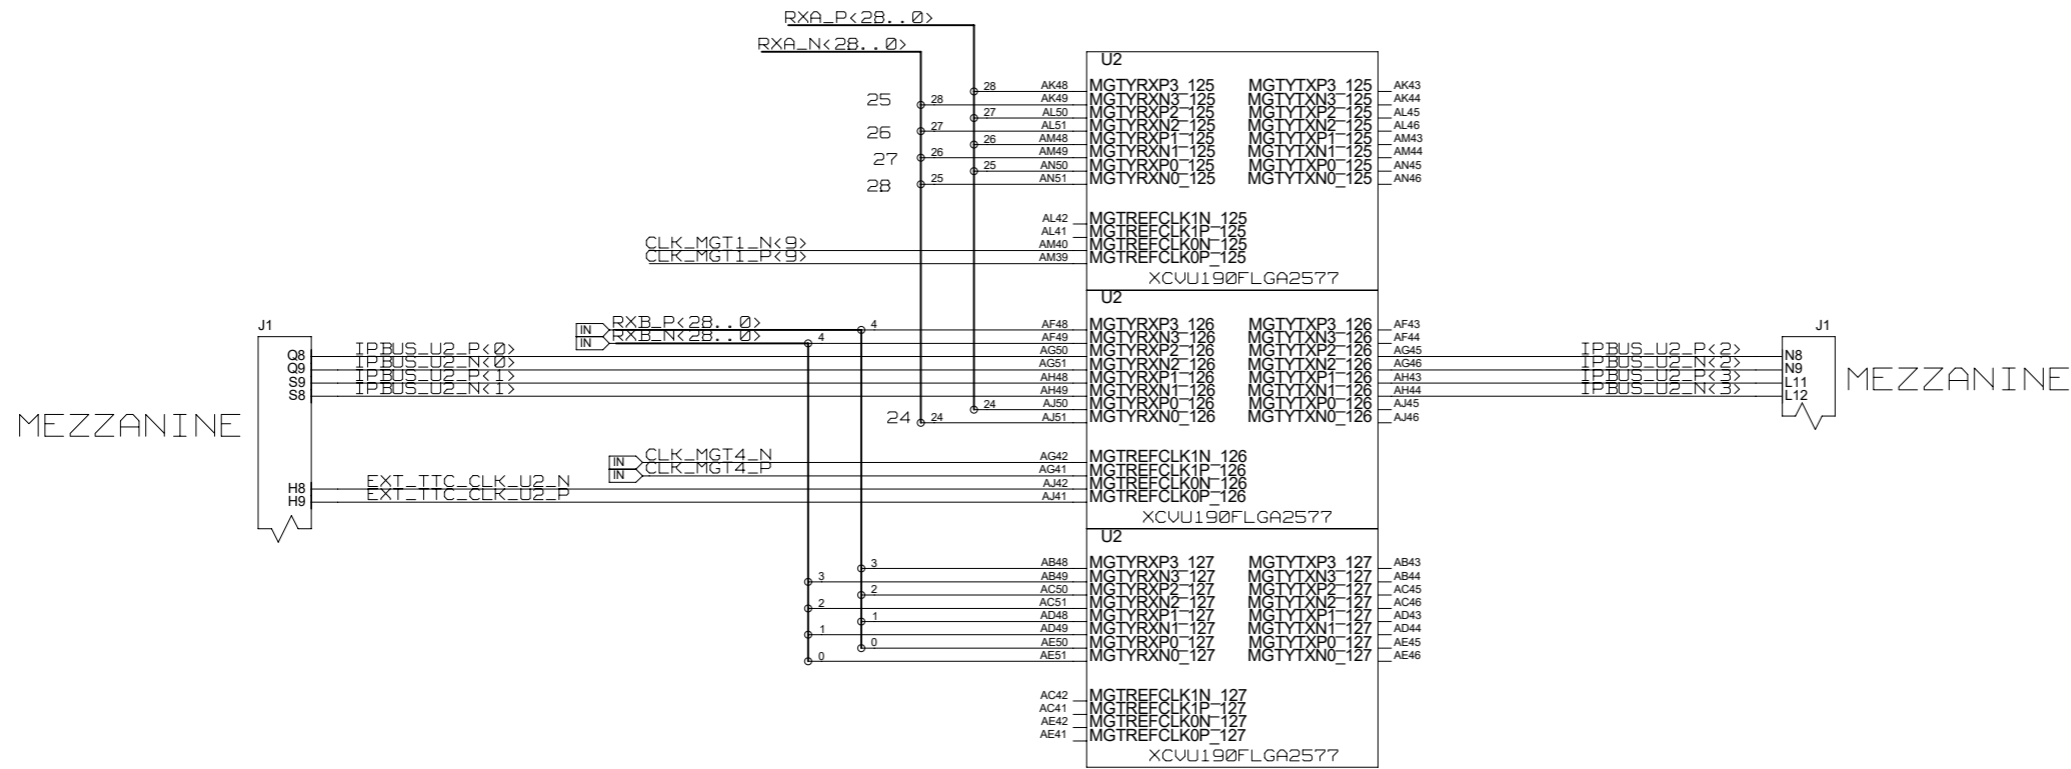 RXA_P<28..0>
RXA_N<28..0>
25
26
27
28
28
28
27
27
26
26
25
25
U2
AK48 MGTYRXP3_125 MGTYTXP3_125 AK43
AK49 MGTYRXN3_125 MGTYTXN3_125 AK44
AL50 MGTYRXP2_125 MGTYTXP2_125 AL45
AL51 MGTYRXN2_125 MGTYTXN2_125 AL46
AM48 MGTYRXP1_125 MGTYTXP1_125 AM43
AM49 MGTYRXN1_125 MGTYTXN1_125 AM44
AN50 MGTYRXP0_125 MGTYTXP0_125 AN45
AN51 MGTYRXN0_125 MGTYTXN0_125 AN46
AL42 MGTREFCLK1N_125
AL41 MGTREFCLK1P_125
CLK_MGT1_N<9> AM40 MGTREFCLK0N_125
CLK_MGT1_P<9> AM39 MGTREFCLK0P_125
XCVU190FLGA2577
MEZZANINE
J1
Q8 IPBUS_U2_P<0>
Q9 IPBUS_U2_N<0>
S9 IPBUS_U2_P<1>
S8 IPBUS_U2_N<1>
H8 EXT_TTC_CLK_U2_N
H9 EXT_TTC_CLK_U2_P
IN RXB_P<28..0> 4
IN RXB_N<28..0> 4
24 24
24
IN CLK_MGT4_N
IN CLK_MGT4_P
U2
AF48 MGTYRXP3_126 MGTYTXP3_126 AF43
AF49 MGTYRXN3_126 MGTYTXN3_126 AF44
AG50 MGTYRXP2_126 MGTYTXP2_126 AG45
AG51 MGTYRXN2_126 MGTYTXN2_126 AG46
AH48 MGTYRXP1_126 MGTYTXP1_126 AH43
AH49 MGTYRXN1_126 MGTYTXN1_126 AH44
AJ50 MGTYRXP0_126 MGTYTXP0_126 AJ45
AJ51 MGTYRXN0_126 MGTYTXN0_126 AJ46
AG42 MGTREFCLK1N_126
AG41 MGTREFCLK1P_126
AJ42 MGTREFCLK0N_126
AJ41 MGTREFCLK0P_126
XCVU190FLGA2577
J1
IPBUS_U2_P<2> N8
IPBUS_U2_N<2> N9
IPBUS_U2_P<3> L11
IPBUS_U2_N<3> L12
MEZZANINE
3
3
2
2
1
1
0
0
U2
AB48 MGTYRXP3_127 MGTYTXP3_127 AB43
AB49 MGTYRXN3_127 MGTYTXN3_127 AB44
AC50 MGTYRXP2_127 MGTYTXP2_127 AC45
AC51 MGTYRXN2_127 MGTYTXN2_127 AC46
AD48 MGTYRXP1_127 MGTYTXP1_127 AD43
AD49 MGTYRXN1_127 MGTYTXN1_127 AD44
AE50 MGTYRXP0_127 MGTYTXP0_127 AE45
AE51 MGTYRXN0_127 MGTYTXN0_127 AE46
AC42 MGTREFCLK1N_127
AC41 MGTREFCLK1P_127
AE42 MGTREFCLK0N_127
AE41 MGTREFCLK0P_127
XCVU190FLGA2577